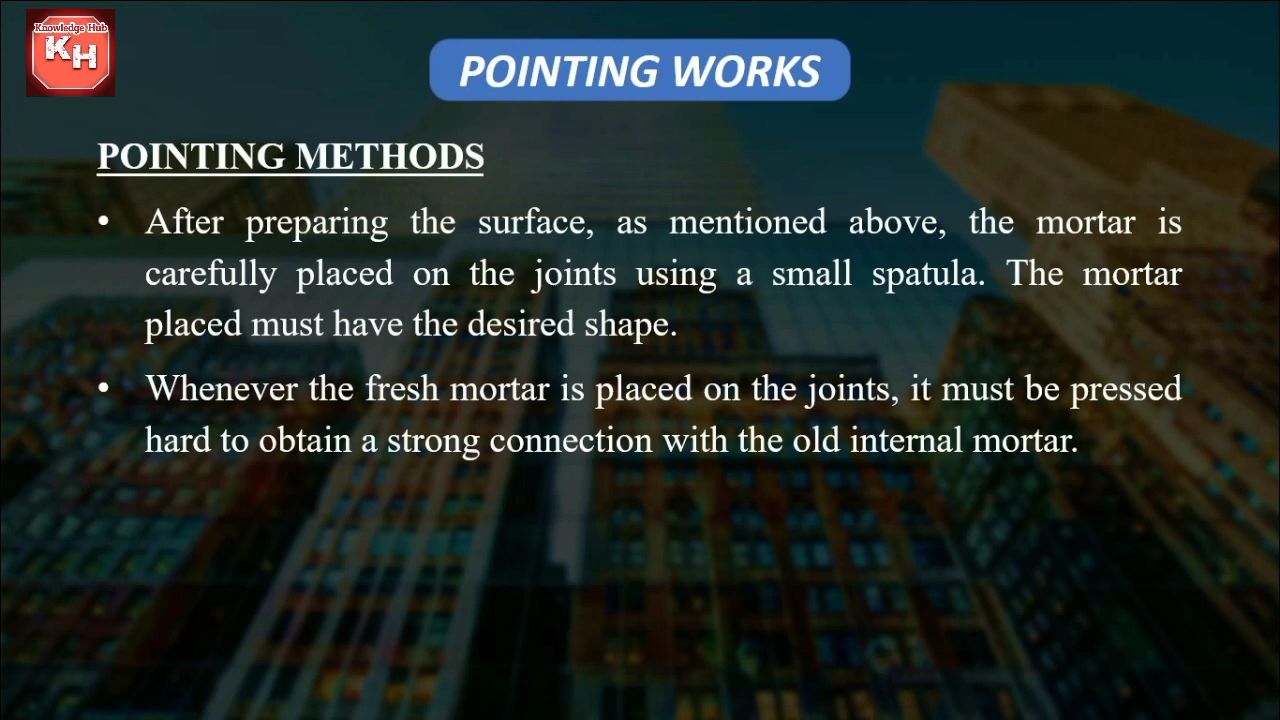 Knowledge Hub
KH
POINTING WORKS
POINTING METHODS
• After preparing the surface, as mentioned above, the mortar is
carefully placed on the joints using a small spatula. The mortar
placed must have the desired shape.
• Whenever the fresh mortar is placed on the joints, it must be pressed
hard to obtain a strong connection with the old internal mortar.